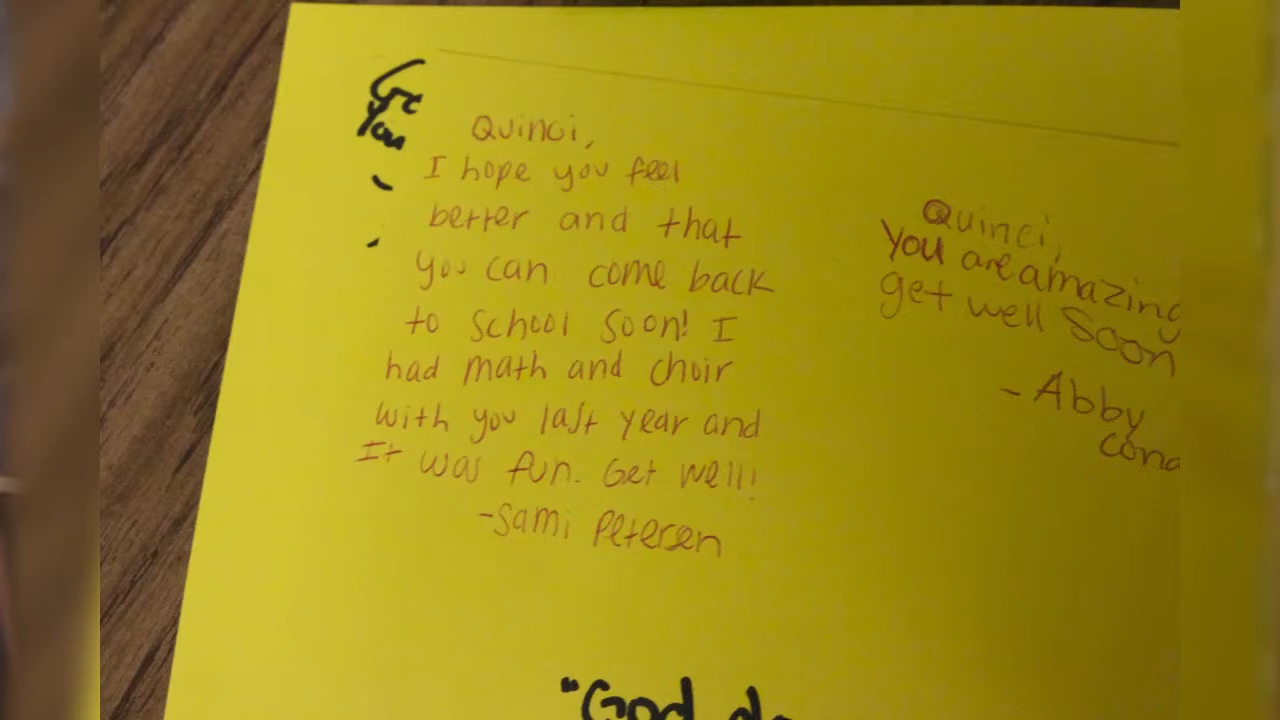 Quinci,
I hope you feel
better and that
you can come back
to school soon! I
had math and choir
with you last year and
It was fun. Get well!
-Sami Petersen
Quinci,
You are amazing
get well Soon
- Abby
"God